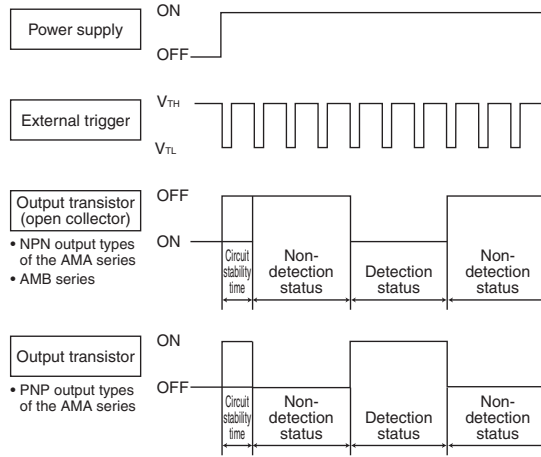 ON
Power supply
OFF
VTH
External trigger
VTL
Output transistor
(open collector)
OFF
ON
• NPN output types
of the AMA series
• AMB series
Circuit
stability
time
Non-
detection
status
Detection
status
Non-
detection
status
Output transistor
ON
OFF
• PNP output types
of the AMA series
Circuit
stability
time
Non-
detection
status
Detection
status
Non-
detection
status